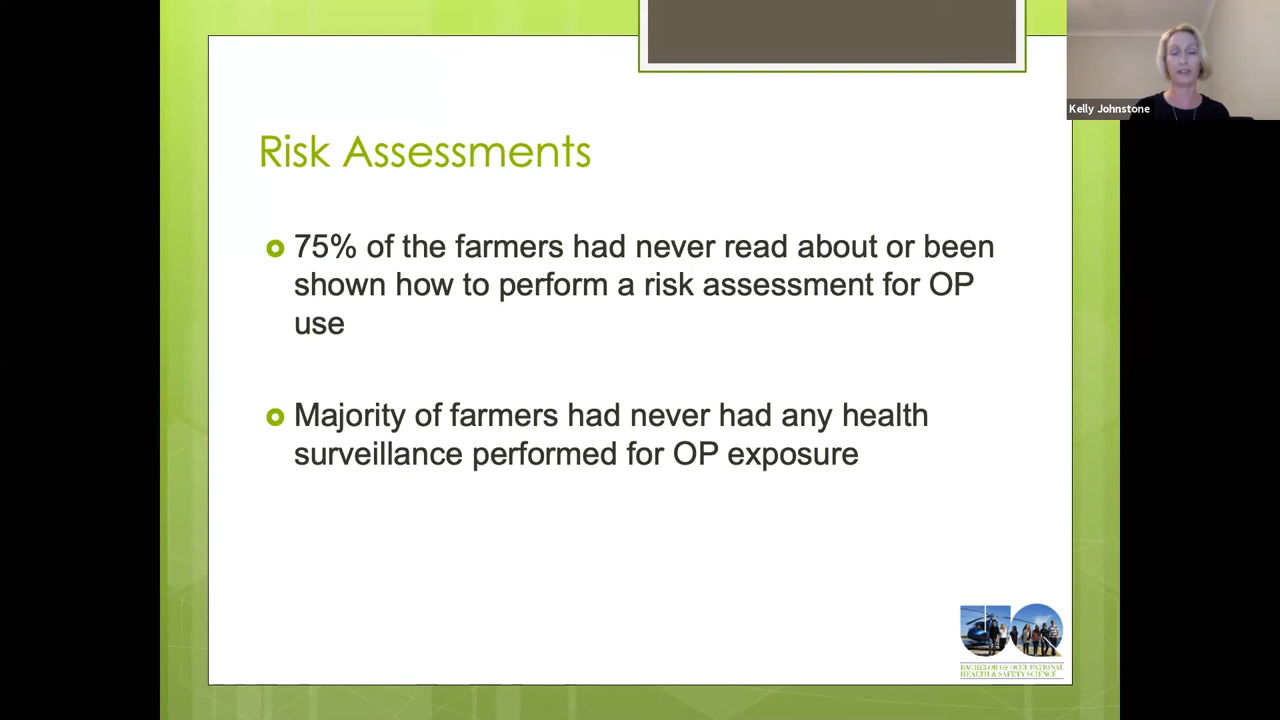 Kelly Johnstone
Risk Assessments
75% of the farmers had never read about or been
shown how to perform a risk assessment for OP
use
Majority of farmers had never had any health
surveillance performed for OP exposure
UQ
BACHELOR OF OCCUPATIONAL
HEALTH & SAFETY SCIENCE